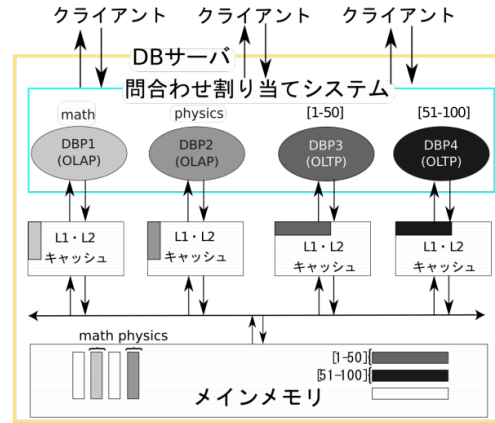 クライアント クライアント クライアント
DBサーバ
問合わせ割り当てシステム
math physics [1-50] [51-100]
DBP1 DBP2 DBP3 DBP4
(OLAP) (OLAP) (OLTP) (OLTP)
L1・L2 L1・L2 L1・L2 L1・L2
キャッシュ キャッシュ キャッシュ キャッシュ
math physics
[1-50]
[51-100]
メインメモリ